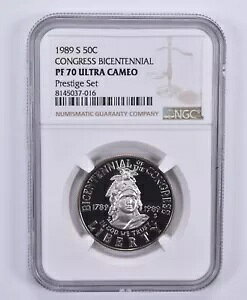 1989 S 50C
CONGRESS BICENTENNIAL
PF 70 ULTRA CAMEO
Prestige Set
8145037-016
NUMISMATIC GUARANTY COMPANY
NGC
BICENTENNIAL OF THE CONGRESS
1789 1989
IN GOD WE TRUST
LIBERTY